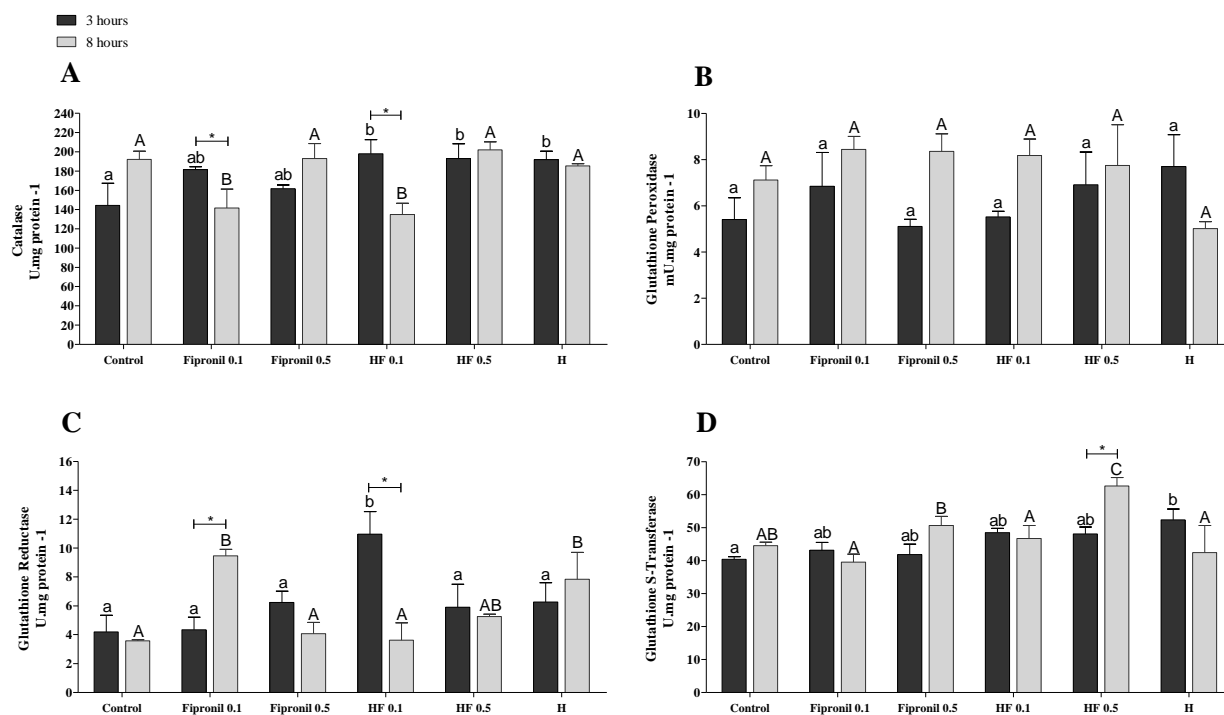 3 hours
8 hours
A
Catalase
U.mg protein -1
240
220
200
180
160
140
120
100
80
60
40
20
0
a A ab * B ab A b * B b A b A
Control Fipronil 0.1 Fipronil 0.5 HF 0.1 HF 0.5 H
B
Glutathione Peroxidase
mU.mg protein -1
10
8
6
4
2
0
a A a A a A a A a A a A
Control Fipronil 0.1 Fipronil 0.5 HF 0.1 HF 0.5 H
C
Glutathione Reductase
U.mg protein -1
16
14
12
10
8
6
4
2
0
a A a * B a A b * A a AB a B
Control Fipronil 0.1 Fipronil 0.5 HF 0.1 HF 0.5 H
D
Glutathione S-Transferase
U.mg protein -1
70
60
50
40
30
20
10
0
a AB ab A ab B ab A ab * C b A
Control Fipronil 0.1 Fipronil 0.5 HF 0.1 HF 0.5 H